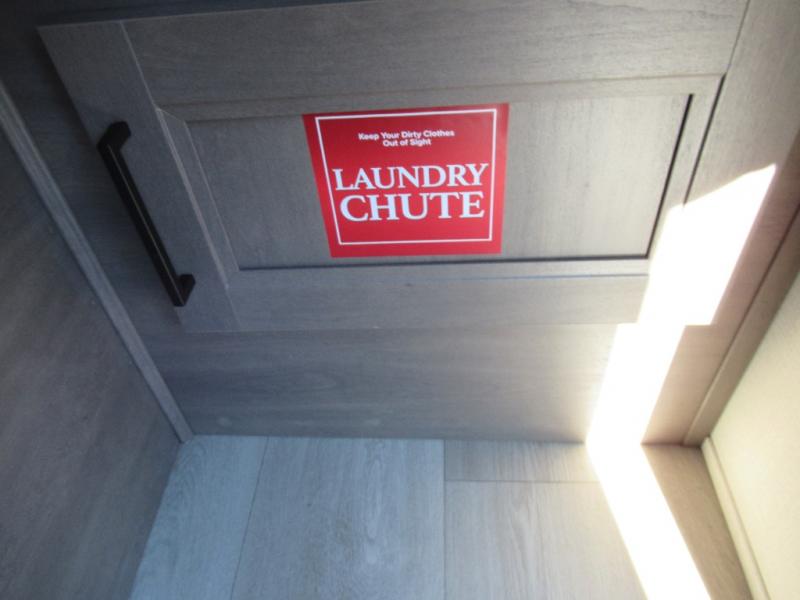 Keep Your Dirty Clothes
Out of Sight
LAUNDRY
CHUTE